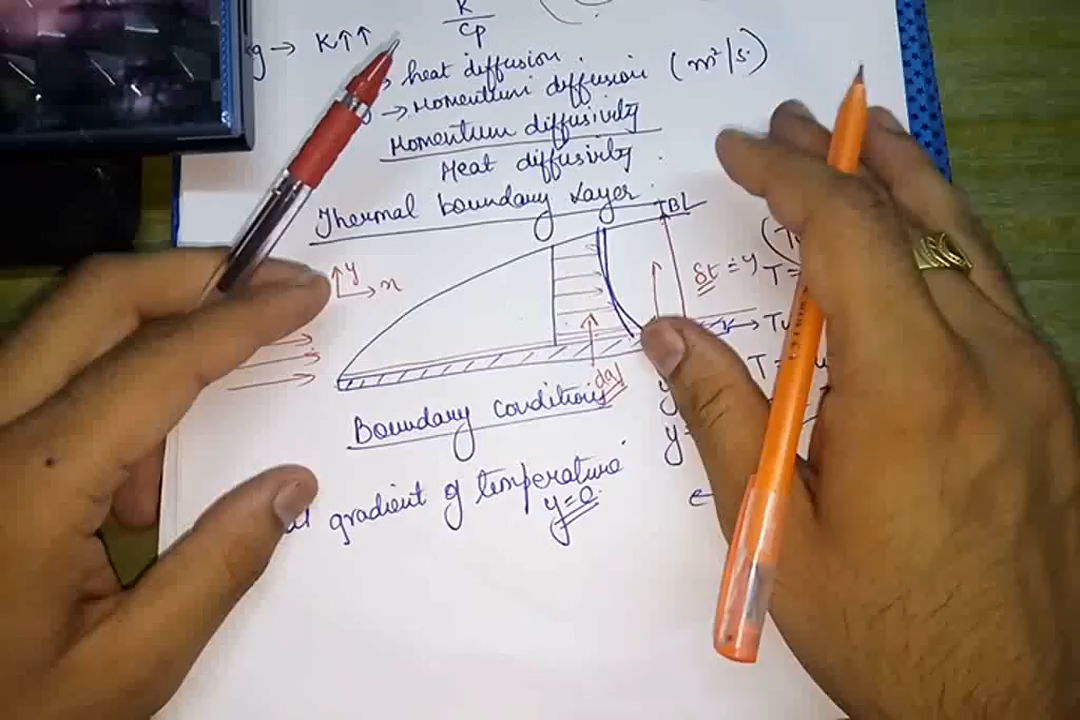 K
g → K↑↑
Cp
heat diffusion
→ Momentum diffusion (m²/s)
Momentum diffusivity
Heat diffusivity
Thermal boundary Layer
TBL
y
x
δt = y
T=
dq1
T =
Boundary conditions
y
y=
gradient of temperature
y=0